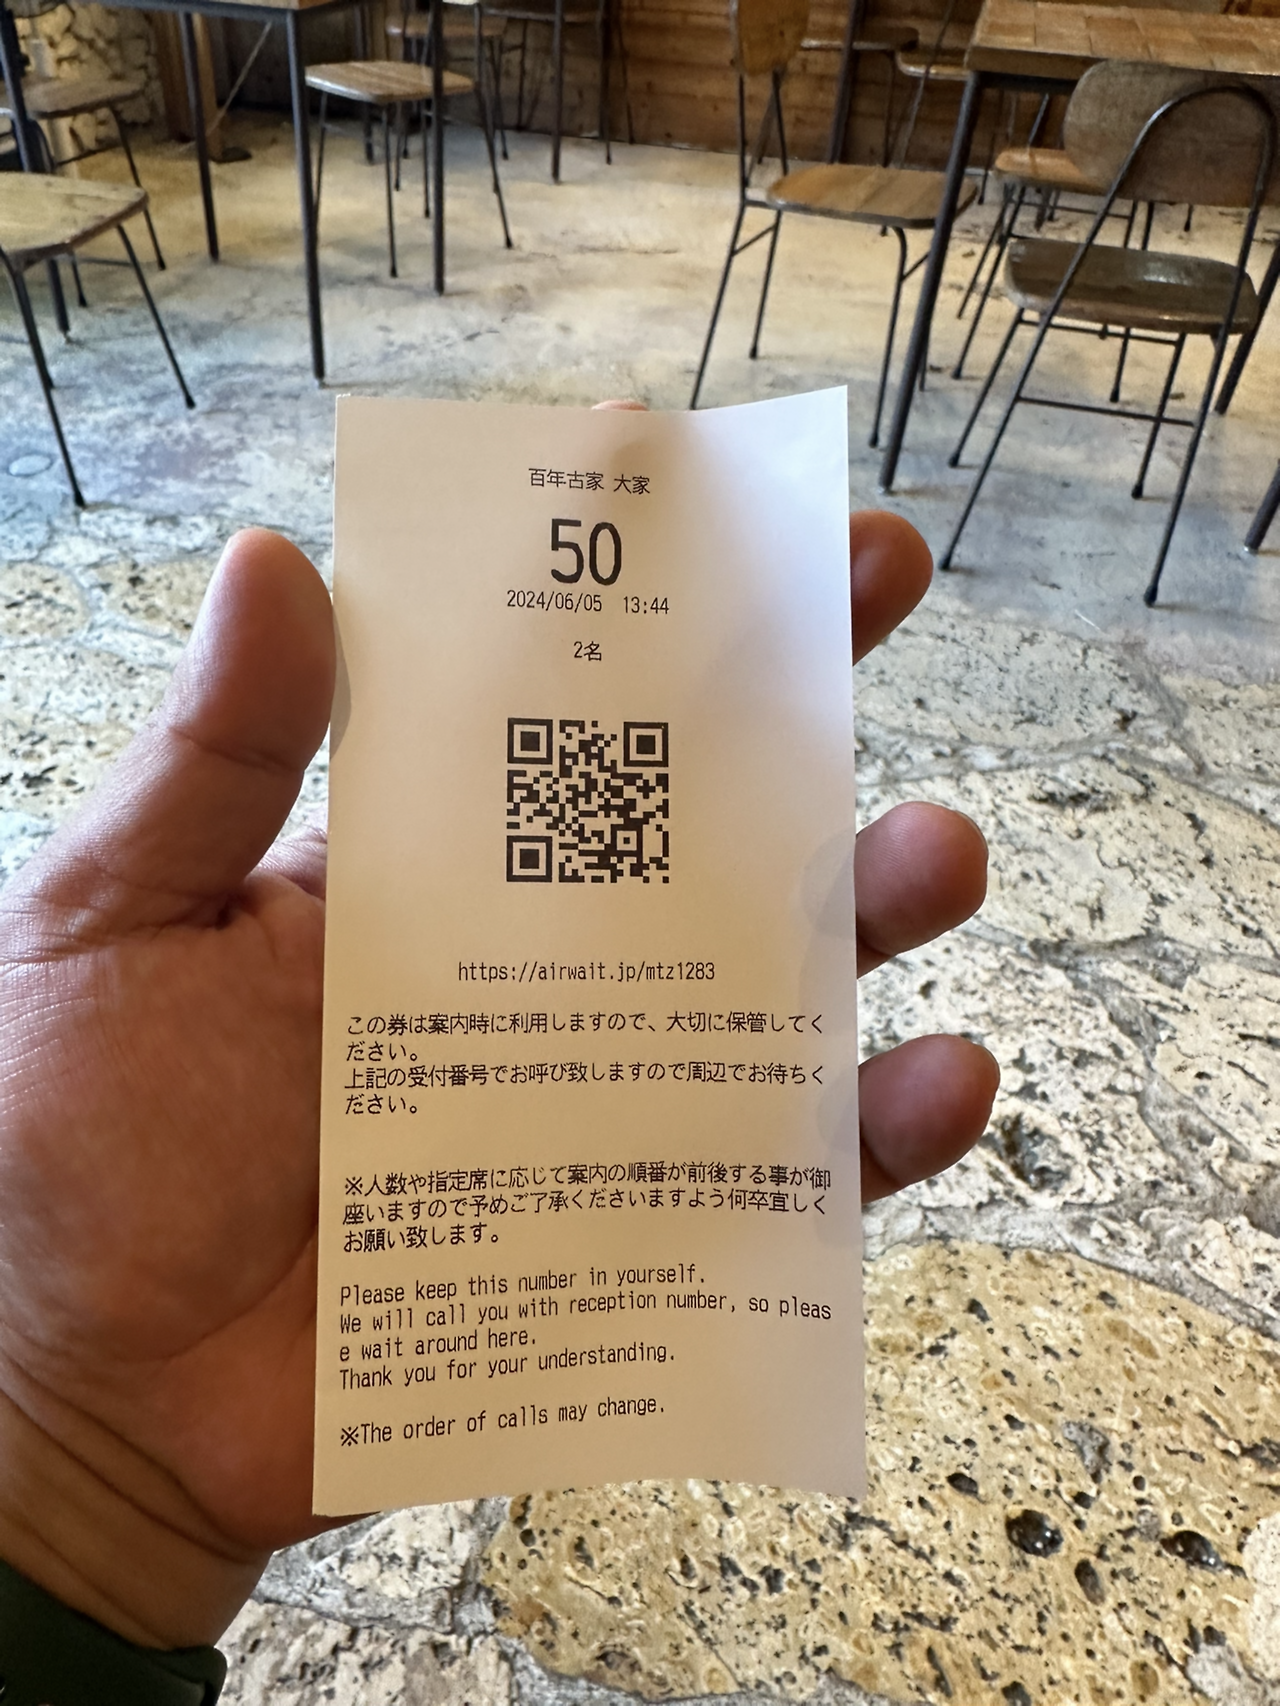 百年古家 大家
50
2024/06/05 13:44
2名
https://airwait.jp/mtz1283
この券は案内時に利用しますので、大切に保管してく
ださい。
上記の受付番号でお呼び致しますので周辺でお待ちく
ださい。
※人数や指定席に応じて案内の順番が前後する事が御
座いますので予めご了承くださいますよう何卒宜しく
お願い致します。
Please keep this number in yourself.
We will call you with reception number, so pleas
e wait around here.
Thank you for your understanding.
※The order of calls may change.